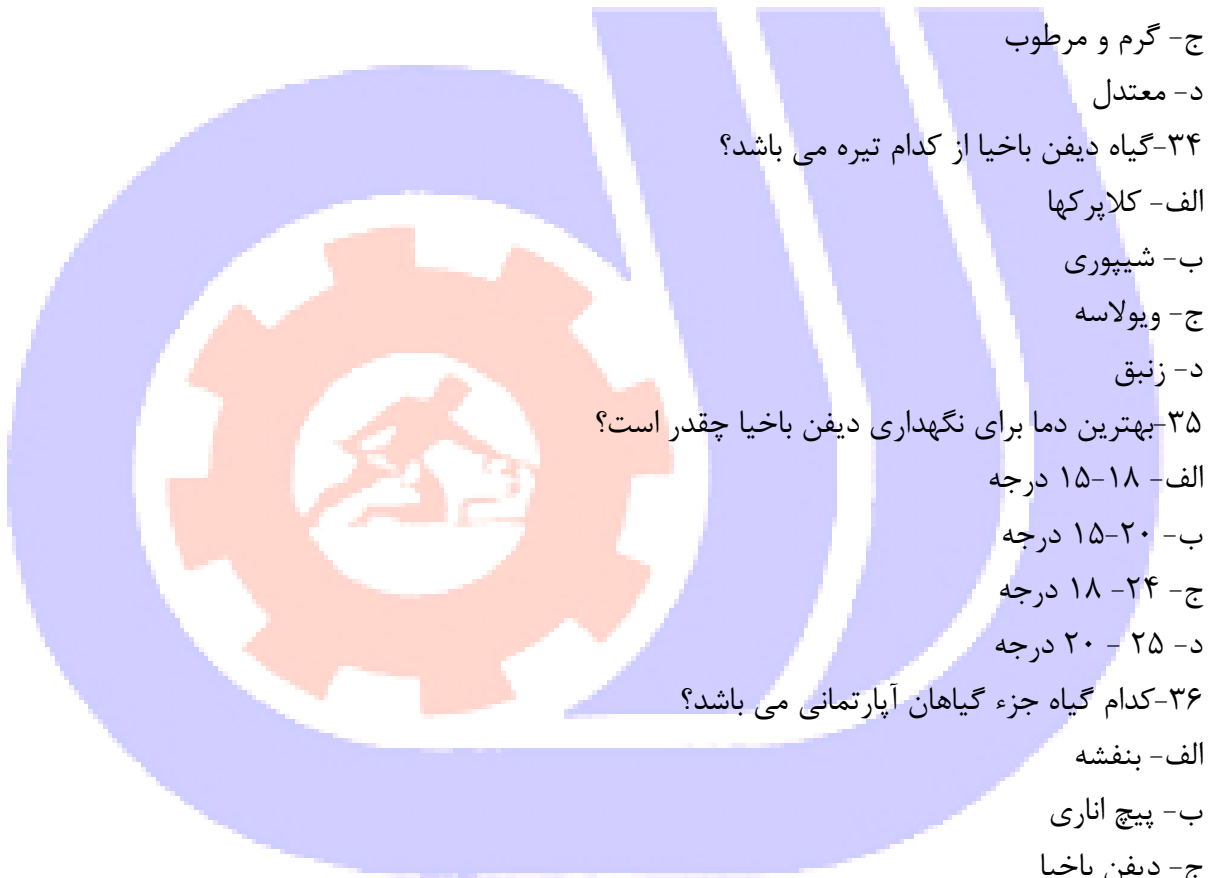 ج- گرم و مرطوب
د- معتدل
۳۴-گیاه دیفن باخیا از کدام تیره می باشد؟
الف- کلاپرکها
ب- شیپوری
ج- ویولاسه
د- زنبق
۳۵-بهترین دما برای نگهداری دیفن باخیا چقدر است؟
الف- ۱۸-۱۵ درجه
ب- ۲۰-۱۵ درجه
ج- ۲۴- ۱۸ درجه
د- ۲۵ - ۲۰ درجه
۳۶-کدام گیاه جزء گیاهان آپارتمانی می باشد؟
الف- بنفشه
ب- پیچ اناری
ج- دیفن باخیا